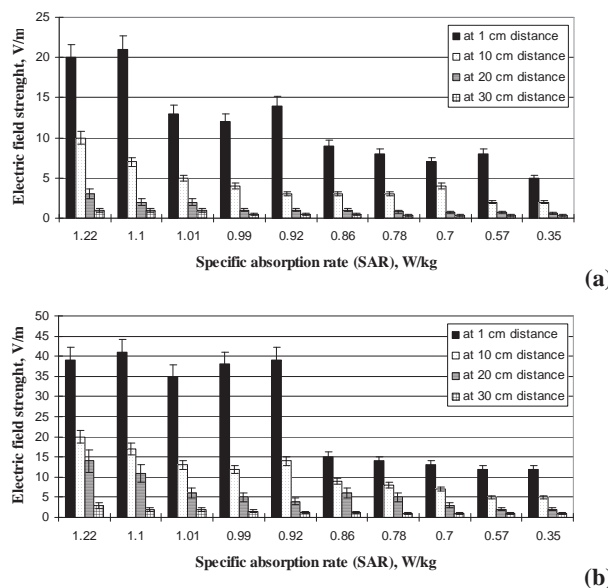 Electric field strenght, V/m
25
20
15
10
5
0
at 1 cm distance
at 10 cm distance
at 20 cm distance
at 30 cm distance
1.22 1.1 1.01 0.99 0.92 0.86 0.78 0.7 0.57 0.35
Specific absorption rate (SAR), W/kg
(a)
Electric field strenght, V/m
50
45
40
35
30
25
20
15
10
5
0
at 1 cm distance
at 10 cm distance
at 20 cm distance
at 30 cm distance
1.22 1.1 1.01 0.99 0.92 0.86 0.78 0.7 0.57 0.35
Specific absorption rate (SAR), W/kg
(b)